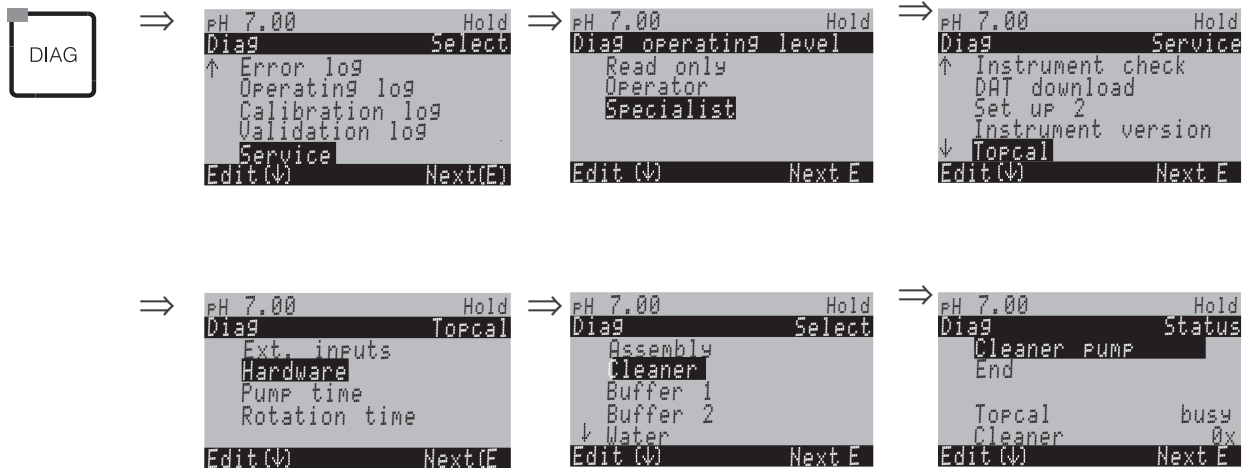 DIAG
⇒
pH 7.00 Hold
Diag Select
↑ Error log
Operating log
Calibration log
Validation log
Service
Edit(↓) Next(E)
⇒
pH 7.00 Hold
Diag operating level
Read only
Operator
Specialist
Edit (↓) Next E
⇒
pH 7.00 Hold
Diag Service
↑ Instrument check
DAT download
Set up 2
Instrument version
↓ Topcal
Edit(↓) Next E
⇒
pH 7.00 Hold
Diag Topcal
Ext. inputs
Hardware
Pump time
Rotation time
Edit(↓) Next(E
⇒
pH 7.00 Hold
Diag Select
Assembly
Cleaner
Buffer 1
Buffer 2
↓ Water
Edit (↓) Next E
⇒
pH 7.00 Hold
Diag Status
Cleaner pump
End
Topcal busy
Cleaner 0x
Edit(↓) Next E